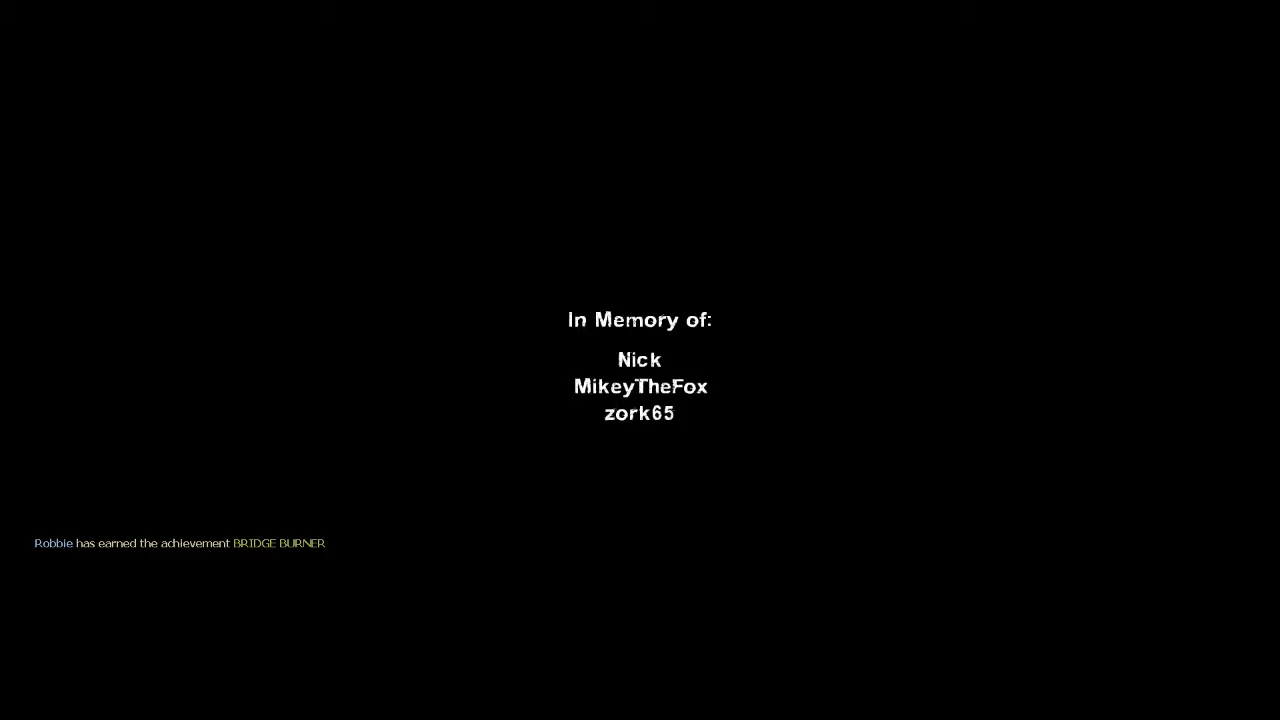 In Memory of:
Nick
MikeyTheFox
zork65
Robbie has earned the achievement BRIDGE BURNER